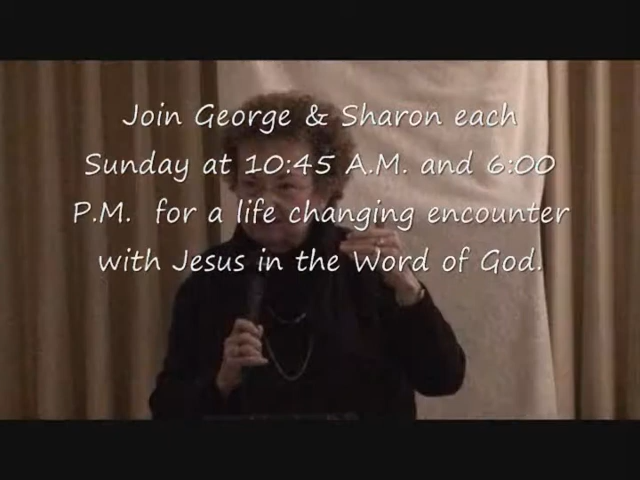 Join George & Sharon each
Sunday at 10:45 A.M. and 6:00
P.M. for a life changing encounter
with Jesus in the Word of God.